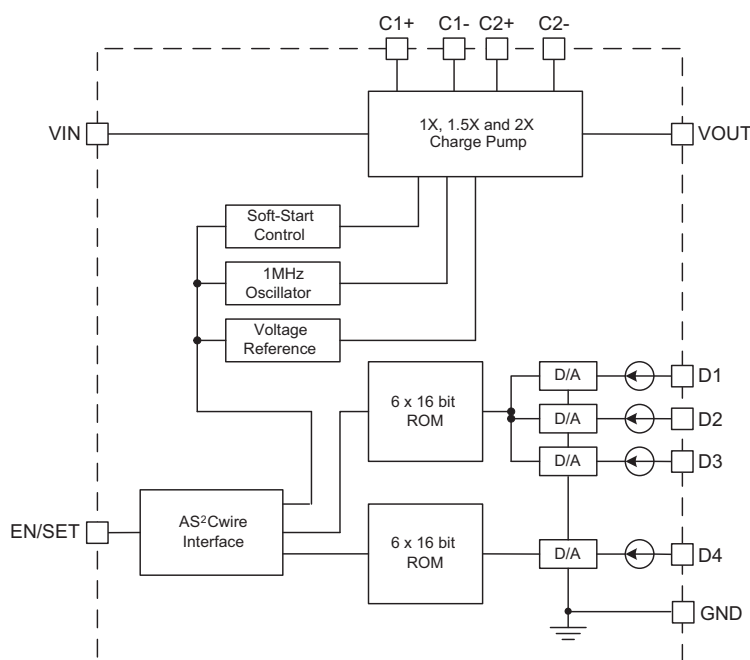 C1+ C1- C2+ C2-
VIN
1X, 1.5X and 2X
Charge Pump
VOUT
Soft-Start
Control
1MHz
Oscillator
Voltage
Reference
6 x 16 bit
ROM
D/A
D1
D/A
D2
D/A
D3
EN/SET
AS²Cwire
Interface
6 x 16 bit
ROM
D/A
D4
GND